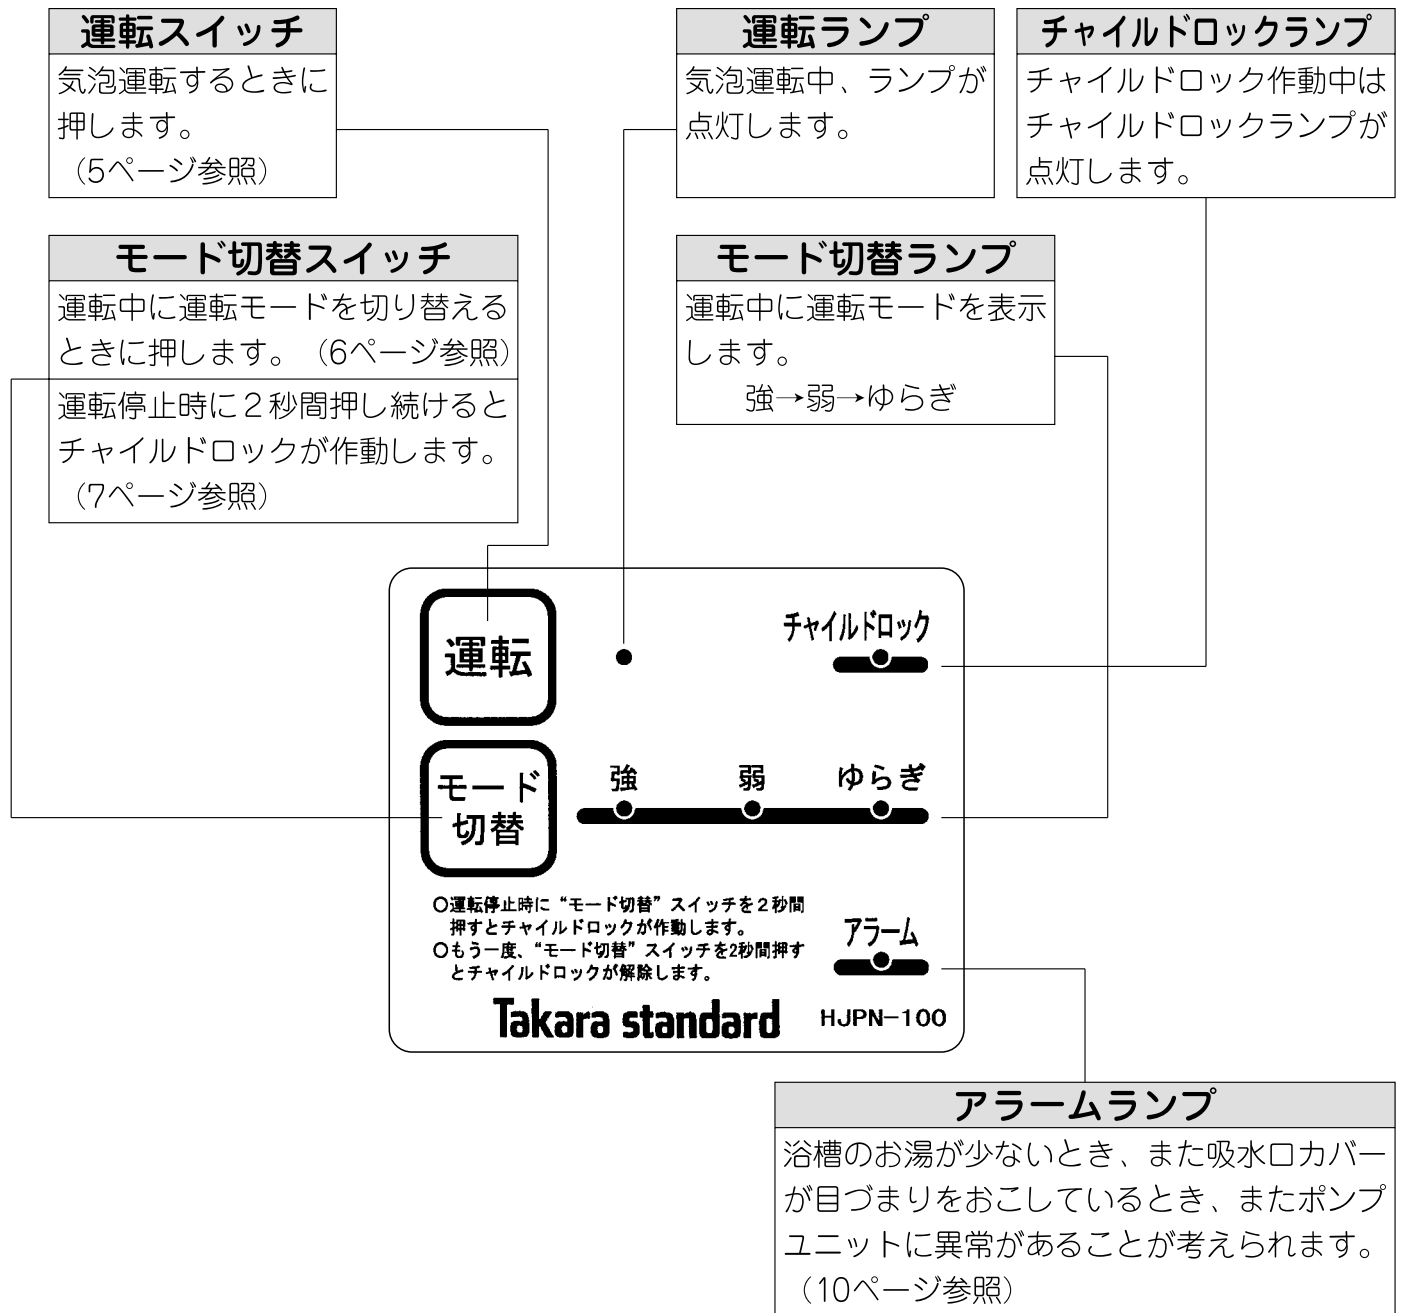 運転スイッチ
気泡運転するときに
押します。
（5ページ参照）
運転ランプ
気泡運転中、ランプが
点灯します。
チャイルドロックランプ
チャイルドロック作動中は
チャイルドロックランプが
点灯します。
モード切替スイッチ
運転中に運転モードを切り替える
ときに押します。（6ページ参照）
運転停止時に２秒間押し続けると
チャイルドロックが作動します。
（7ページ参照）
モード切替ランプ
運転中に運転モードを表示
します。
強→弱→ゆらぎ
運転
チャイルドロック
モード
切替
強 弱 ゆらぎ
○運転停止時に“モード切替”スイッチを２秒間
押すとチャイルドロックが作動します。
○もう一度、“モード切替”スイッチを2秒間押す
とチャイルドロックが解除します。
アラーム
Takara standard
HJPN-100
アラームランプ
浴槽のお湯が少ないとき、また吸水口カバー
が目づまりをおこしているとき、またポンプ
ユニットに異常があることが考えられます。
（10ページ参照）